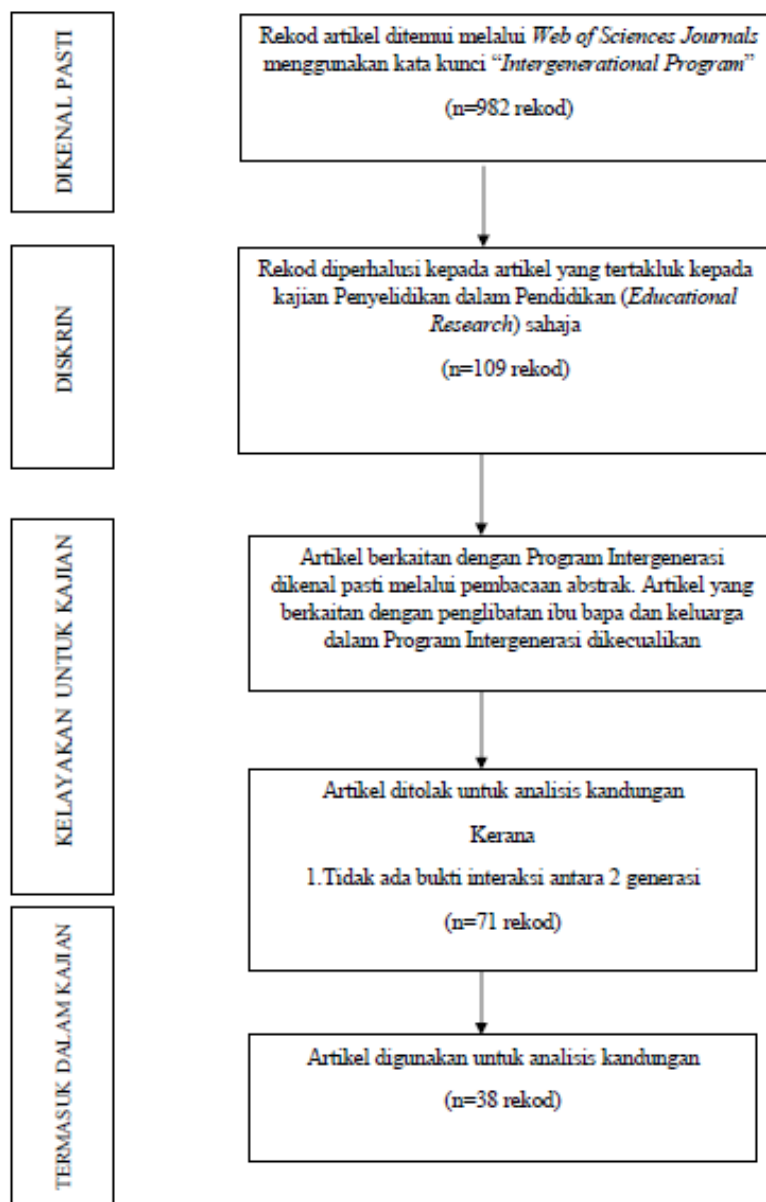 DIKENAL PASTI
Rekod artikel ditemui melalui Web of Sciences Journals
menggunakan kata kunci “Intergenerational Program”
(n=982 rekod)
DISKRIN
Rekod diperhalusi kepada artikel yang tertakluk kepada
kajian Penyelidikan dalam Pendidikan (Educational
Research) sahaja
(n=109 rekod)
KELAYAKAN UNTUK KAJIAN
Artikel berkaitan dengan Program Intergenerasi
dikenal pasti melalui pembacaan abstrak. Artikel yang
berkaitan dengan penglibatan ibu bapa dan keluarga
dalam Program Intergenerasi dikecualikan
Artikel ditolak untuk analisis kandungan
Kerana
1.Tidak ada bukti interaksi antara 2 generasi
(n=71 rekod)
TERMASUK DALAM KAJIAN
Artikel digunakan untuk analisis kandungan
(n=38 rekod)